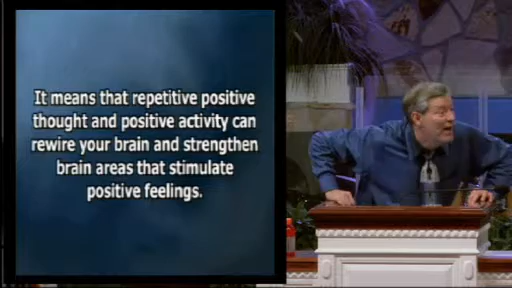 It means that repetitive positive
thought and positive activity can
rewire your brain and strengthen
brain areas that stimulate
positive feelings.